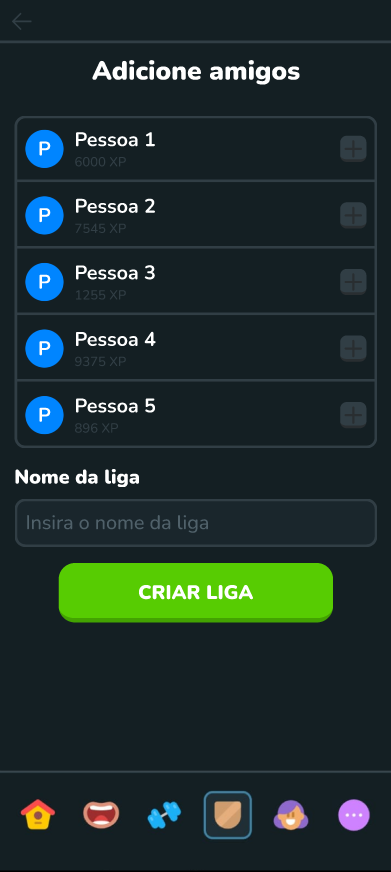 Adicione amigos
P
Pessoa 1
6000 XP
P
Pessoa 2
7545 XP
P
Pessoa 3
1255 XP
P
Pessoa 4
9375 XP
P
Pessoa 5
896 XP
Nome da liga
Insira o nome da liga
CRIAR LIGA